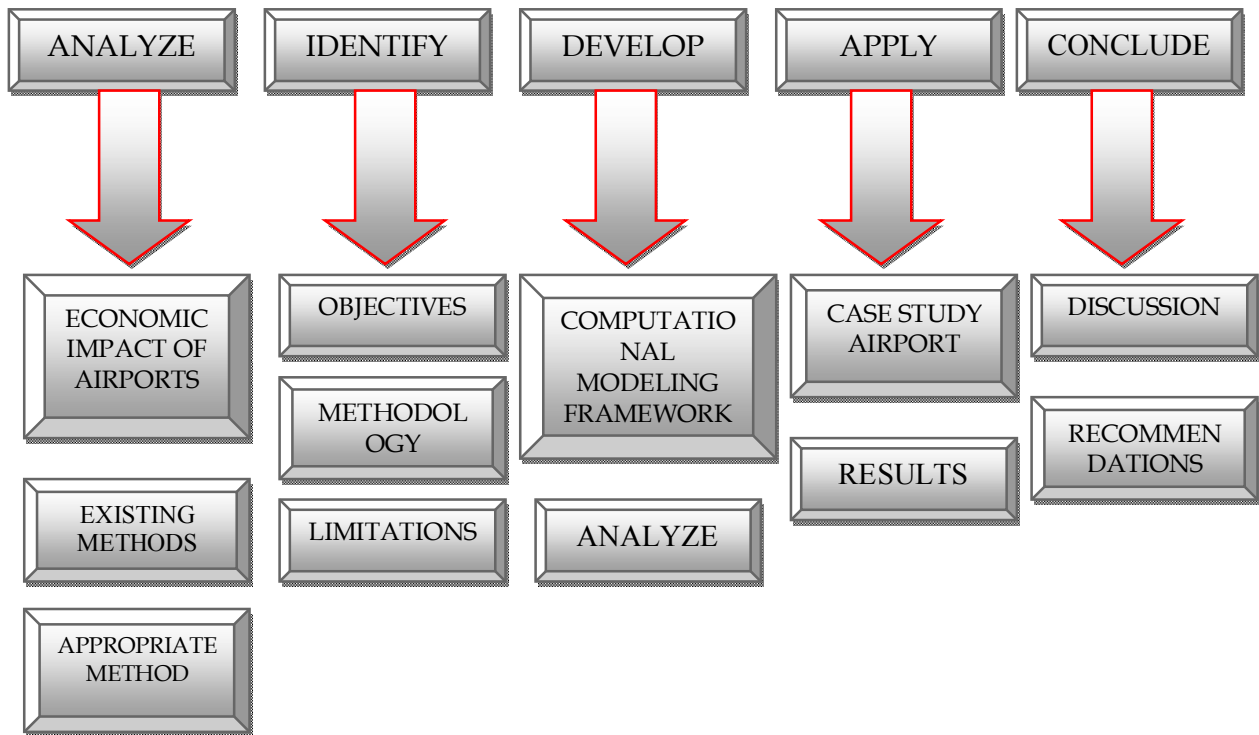 ANALYZE
IDENTIFY
DEVELOP
APPLY
CONCLUDE
ECONOMIC
IMPACT OF
AIRPORTS
EXISTING
METHODS
APPROPRIATE
METHOD
OBJECTIVES
METHODOL
OGY
LIMITATIONS
COMPUTATIO
NAL
MODELING
FRAMEWORK
ANALYZE
CASE STUDY
AIRPORT
RESULTS
DISCUSSION
RECOMMEN
DATIONS